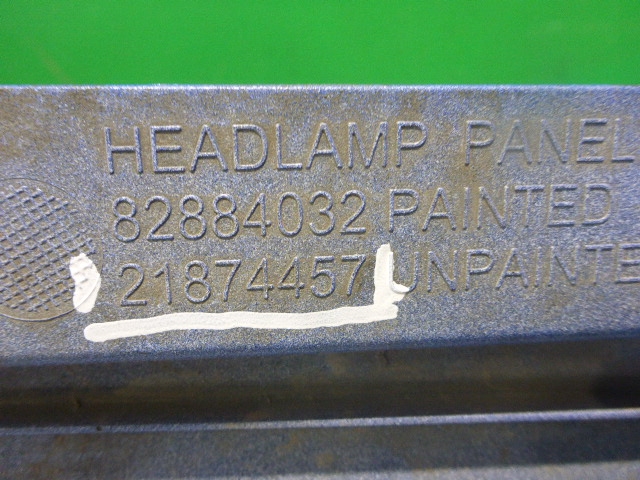 HEADLAMP PANEL
82884032 PAINTED
21874457 UNPAINTE